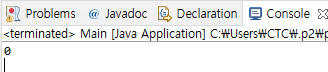 Problems @ Javadoc Declaration Console
<terminated> Main [Java Application] C:₩Users₩CTC₩.p2₩p
0